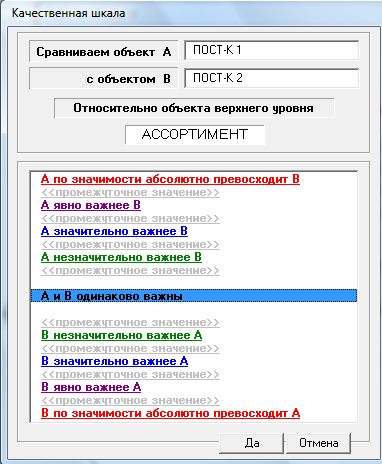 Качественная шкала
Сравниваем объект А ПОСТ-К 1
с объектом В ПОСТ-К 2
Относительно объекта верхнего уровня
АССОРТИМЕНТ
А по значимости абсолютно превосходит В
<<промежуточное значение>>
А явно важнее В
<<промежуточное значение>>
А значительно важнее В
<<промежуточное значение>>
А незначительно важнее В
<<промежуточное значение>>
А и В одинаково важны
<<промежуточное значение>>
В незначительно важнее А
<<промежуточное значение>>
В значительно важнее А
<<промежуточное значение>>
В явно важнее А
<<промежуточное значение>>
В по значимости абсолютно превосходит А
Да Отмена